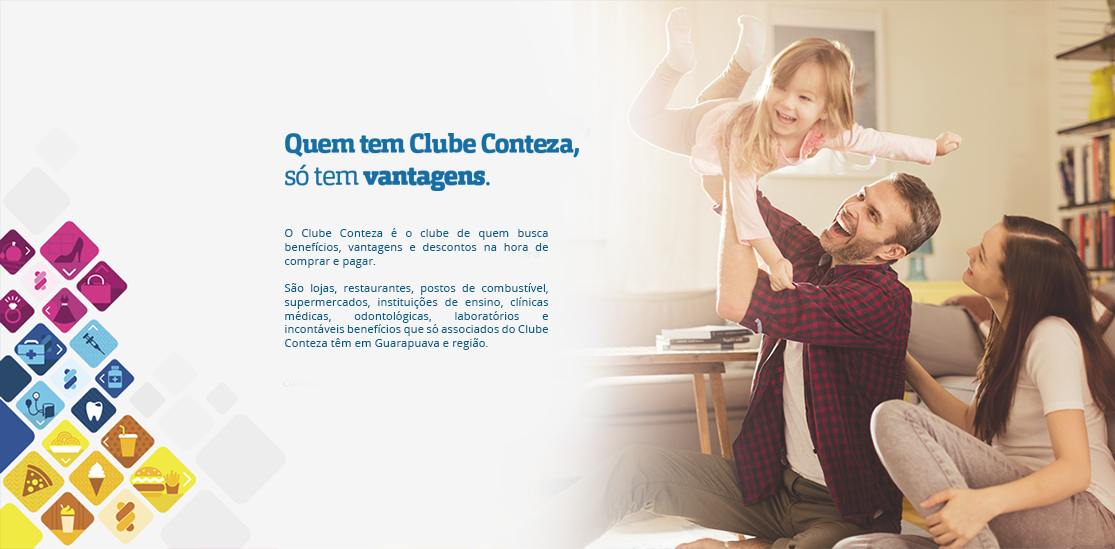 Quem tem Clube Conteza,
só tem vantagens.
O Clube Conteza é o clube de quem busca
benefícios, vantagens e descontos na hora de
comprar e pagar.
São lojas, restaurantes, postos de combustível,
supermercados, instituições de ensino, clínicas
médicas, odontológicas, laboratórios e
incontáveis benefícios que só associados do Clube
Conteza têm em Guarapuava e região.